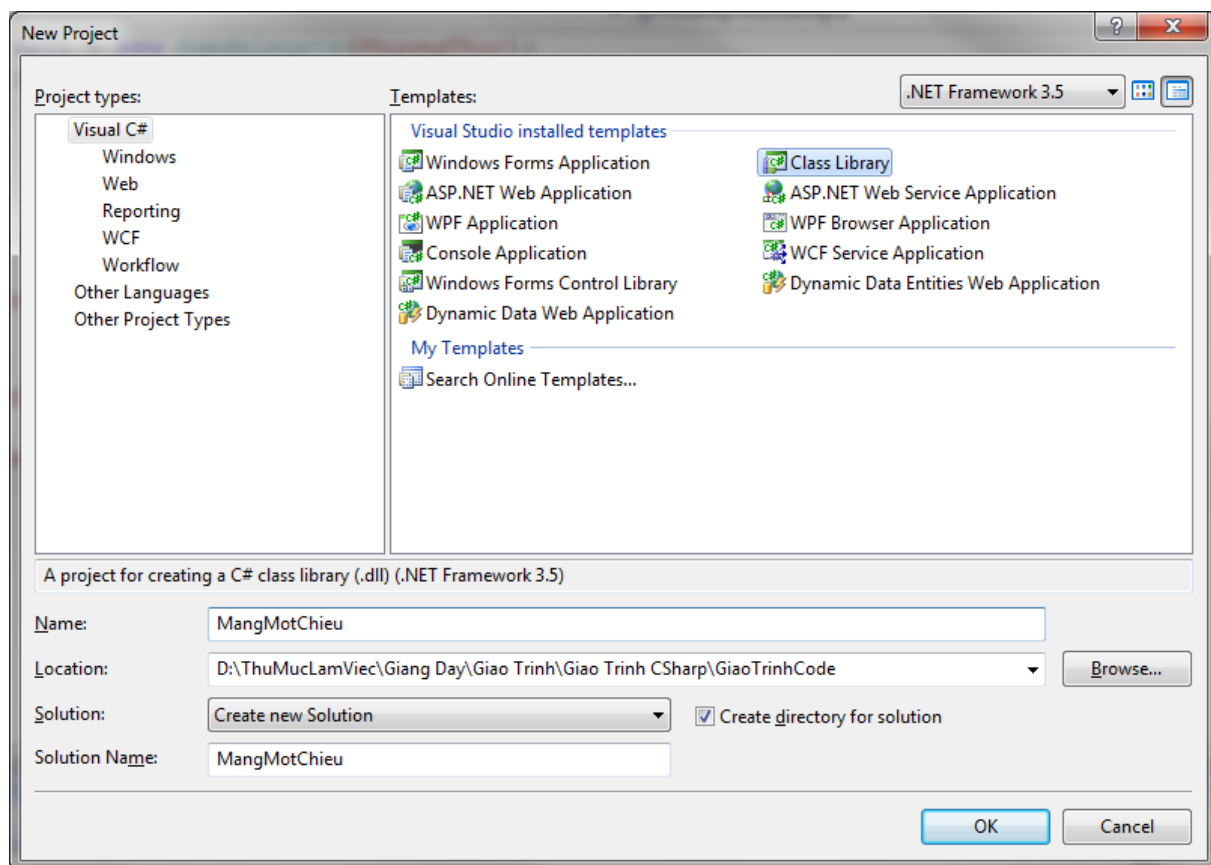 New Project
Project types:
Templates:
.NET Framework 3.5
Visual C#
Windows
Web
Reporting
WCF
Workflow
Other Languages
Other Project Types
Visual Studio installed templates
Windows Forms Application
Class Library
ASP.NET Web Application
ASP.NET Web Service Application
WPF Application
WPF Browser Application
Console Application
WCF Service Application
Windows Forms Control Library
Dynamic Data Entities Web Application
Dynamic Data Web Application
My Templates
Search Online Templates...
A project for creating a C# class library (.dll) (.NET Framework 3.5)
Name:
MangMotChieu
Location:
D:\ThuMucLamViec\Giang Day\Giao Trinh\Giao Trinh CSharp\GiaoTrinhCode
Browse...
Solution:
Create new Solution
Create directory for solution
Solution Name:
MangMotChieu
OK
Cancel